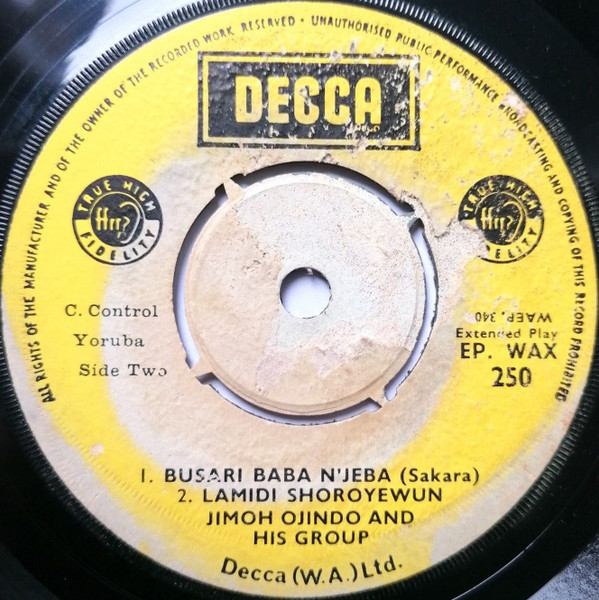 ALL RIGHTS OF THE MANUFACTURER AND OF THE OWNER OF THE RECORDED WORK RESERVED • UNAUTHORISED PUBLIC PERFORMANCE BROADCASTING AND COPYING OF THIS RECORD PROHIBITED
DECCA
TRUE HIGH
ffrr
FIDELITY
TRUE HIGH
ffrr
FIDELITY
C. Control
Yoruba
Side Two
WAEP. 340
Extended Play
EP. WAX
250
1. BUSARI BABA N'JEBA (Sakara)
2. LAMIDI SHOROYEWUN
JIMOH OJINDO AND
HIS GROUP
Decca (W.A.) Ltd.